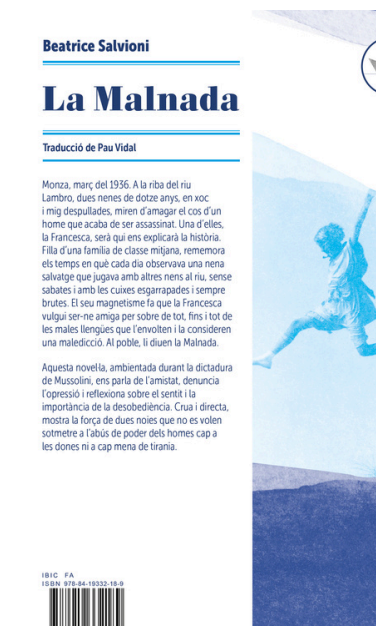 Beatrice Salvioni
La Malnada
Traducció de Pau Vidal
Monza, març del 1936. A la riba del riu
Lambro, dues nenes de dotze anys, en xoc
i mig despullades, miren d'amagar el cos d'un
home que acaba de ser assassinat. Una d'elles,
la Francesca, serà qui ens explicarà la història.
Filla d'una família de classe mitjana, rememora
els temps en què cada dia observava una nena
salvatge que jugava amb altres nens al riu, sense
sabates i amb les cuixes esgarrapades i sempre
brutes. El seu magnetisme fa que la Francesca
vulgui ser-ne amiga per sobre de tot, fins i tot de
les males llengües que l'envolten i la consideren
una maledicció. Al poble, li diuen la Malnada.
Aquesta novel·la, ambientada durant la dictadura
de Mussolini, ens parla de l'amistat, denuncia
l'opressió i reflexiona sobre el sentit i la
importància de la desobediència. Crua i directa,
mostra la força de dues noies que no es volen
sotmetre a l'abús de poder dels homes cap a
les dones ni a cap mena de tirania.
IBIC FA
ISBN 978-84-19332-18-9